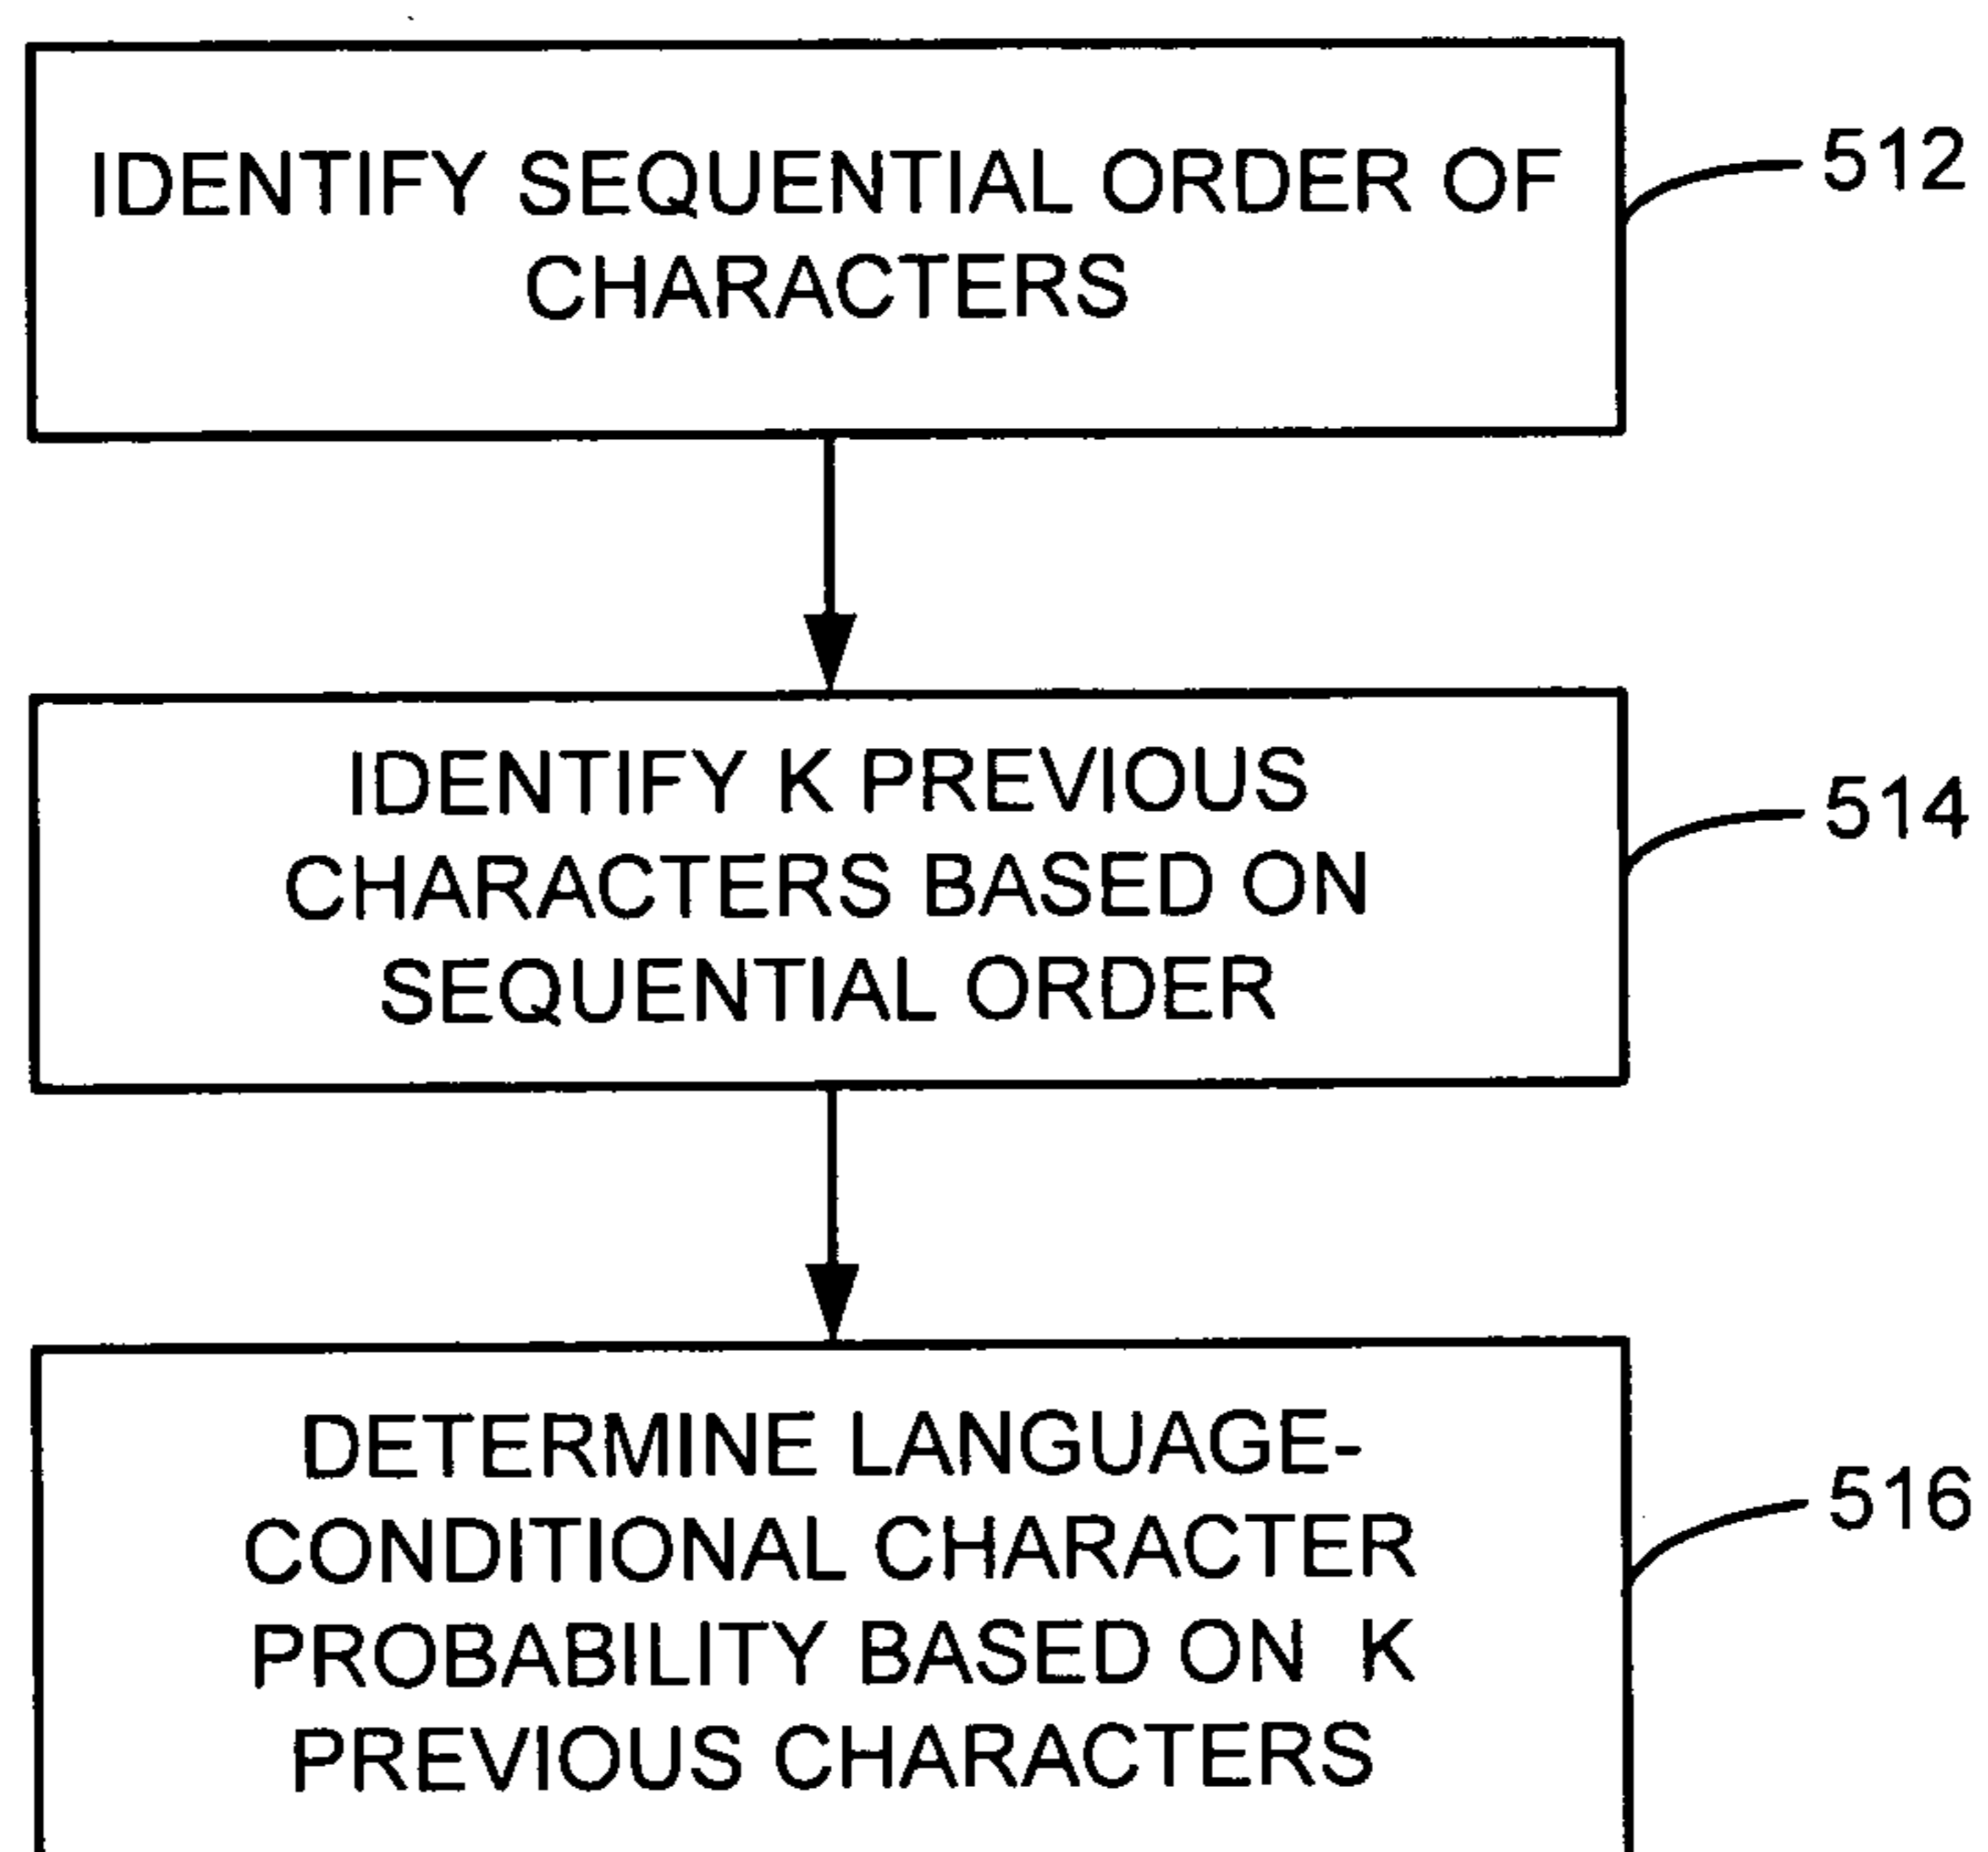 IDENTIFY SEQUENTIAL ORDER OF
CHARACTERS
512
IDENTIFY K PREVIOUS
CHARACTERS BASED ON
SEQUENTIAL ORDER
514
DETERMINE LANGUAGE-
CONDITIONAL CHARACTER
PROBABILITY BASED ON K
PREVIOUS CHARACTERS
516